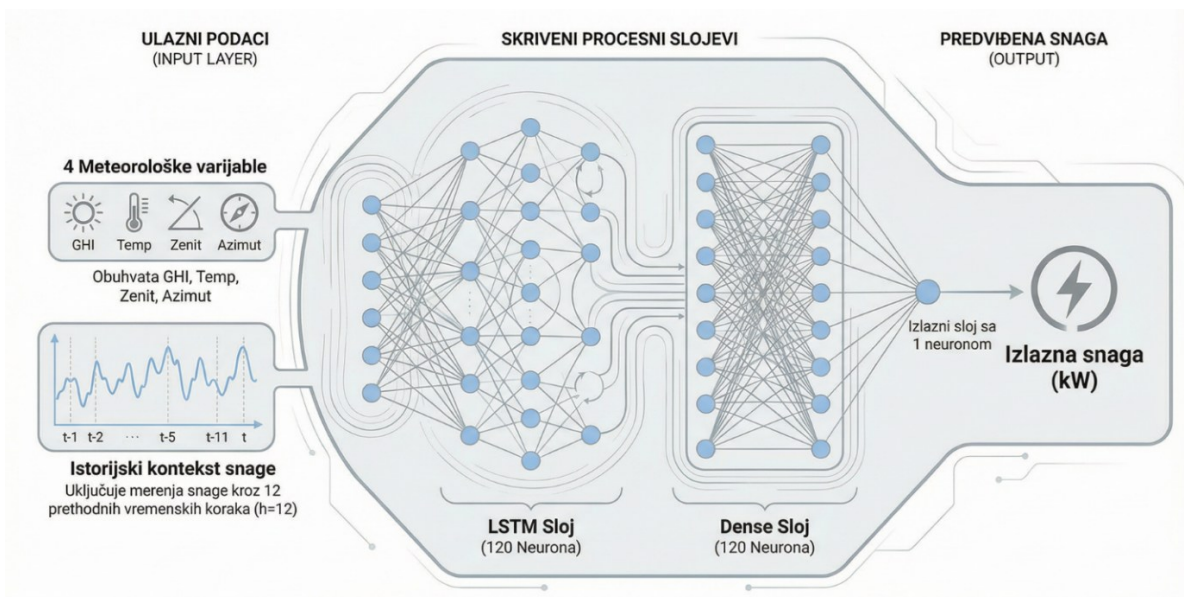 ULAZNI PODACI
(INPUT LAYER)
SKRIVENI PROCESNI SLOJEVI
PREDVIĐENA SNAGA
(OUTPUT)
4 Meteorološke varijable
GHI Temp Zenit Azimut
Obuhvata GHI, Temp,
Zenit, Azimut
t-1 t-2 ... t-5 t-11 t
Istorijski kontekst snage
Uključuje merenja snage kroz 12
prethodnih vremenskih koraka (h=12)
LSTM Sloj
(120 Neurona)
Dense Sloj
(120 Neurona)
Izlazni sloj sa
1 neuronom
Izlazna snaga
(kW)